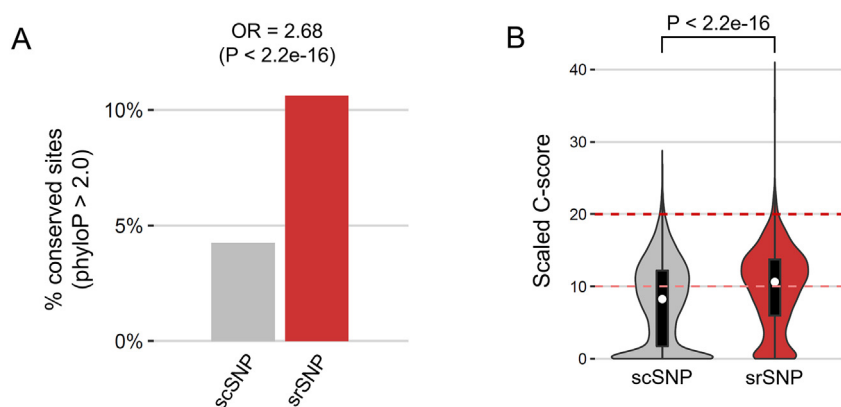 A
OR = 2.68
(P < 2.2e-16)
% conserved sites
(phyloP > 2.0)
10%
5%
0%
scSNP
srSNP
B
P < 2.2e-16
Scaled C-score
40
30
20
10
0
scSNP
srSNP